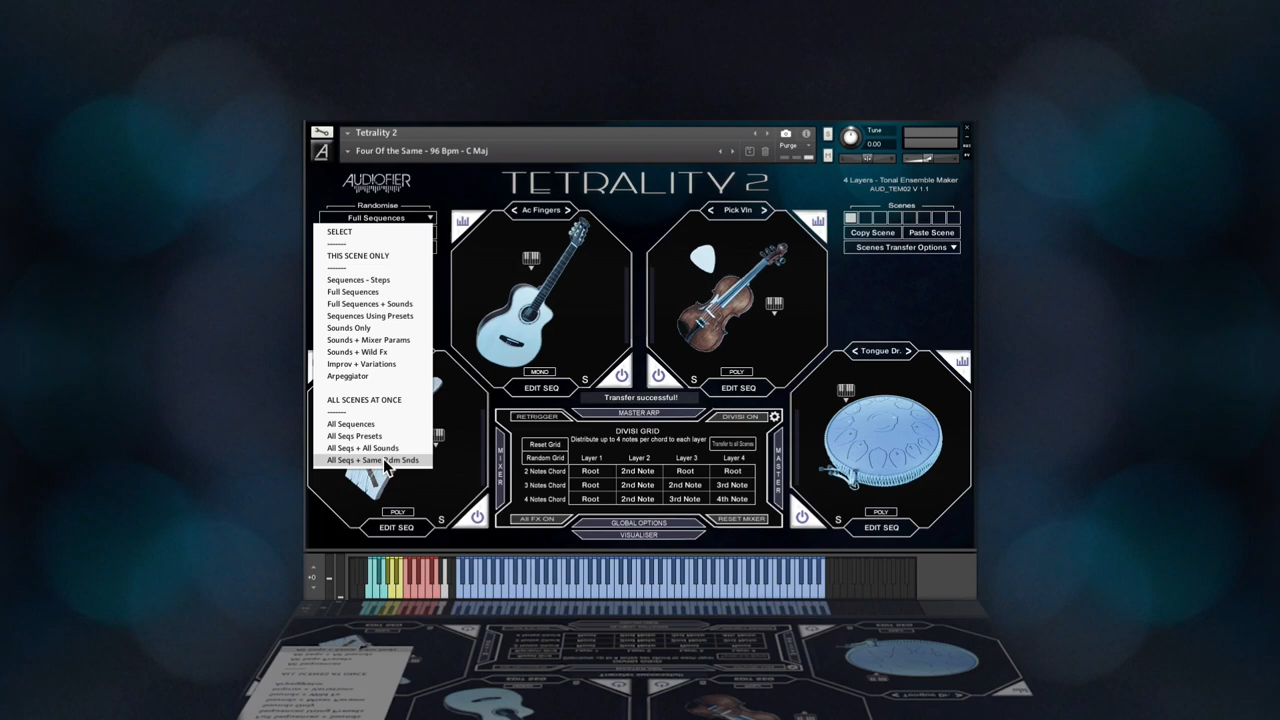 Tetrality 2
Four Of the Same - 96 Bpm - C Maj
Purge
S
M
Tune
0.00
AUDIOFIER
TETRALITY 2
4 Layers - Tonal Ensemble Maker
AUD_TEM02 V 1.1
Randomise
Full Sequences
SELECT
-------
THIS SCENE ONLY
-------
Sequences - Steps
Full Sequences
Full Sequences + Sounds
Sequences Using Presets
Sounds Only
Sounds + Mixer Params
Sounds + Wild Fx
Improv + Variations
Arpeggiator
ALL SCENES AT ONCE
-------
All Sequences
All Seqs Presets
All Seqs + All Sounds
All Seqs + Same Rdm Snds
Ac Fingers
MONO
EDIT SEQ
S
Pick Vln
POLY
S
EDIT SEQ
Scenes
Copy Scene
Paste Scene
Scenes Transfer Options
Tongue Dr.
POLY
S
EDIT SEQ
POLY
S
EDIT SEQ
Transfer successful!
MASTER ARP
RETRIGGER
DIVISI ON
DIVISI GRID
Distribute up to 4 notes per chord to each layer
Reset Grid
Transfer to all Scenes
Random Grid
Layer 1 Layer 2 Layer 3 Layer 4
2 Notes Chord Root 2nd Note Root Root
3 Notes Chord Root 2nd Note 2nd Note 3rd Note
4 Notes Chord Root 2nd Note 3rd Note 4th Note
MIXER
MASTER
All FX ON
GLOBAL OPTIONS
RESET MIXER
VISUALISER
+0